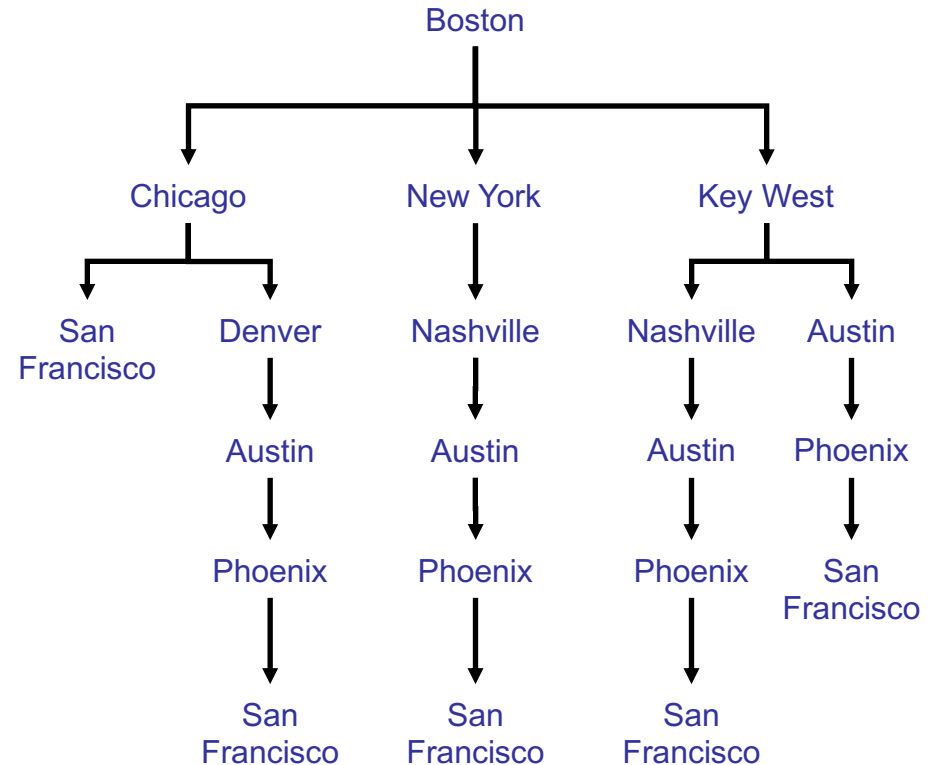 Boston
Chicago
New York
Key West
San
Francisco
Denver
Nashville
Nashville
Austin
Austin
Austin
Austin
Phoenix
Phoenix
Phoenix
Phoenix
San
Francisco
San
Francisco
San
Francisco
San
Francisco